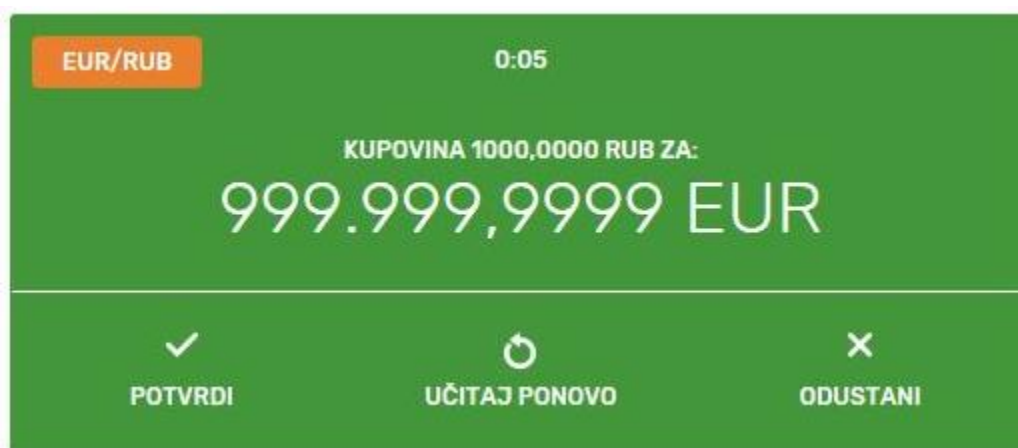 EUR/RUB
0:05
KUPOVINA 1000,0000 RUB ZA:
999.999,9999 EUR
POTVRDI
UČITAJ PONOVO
ODUSTANI